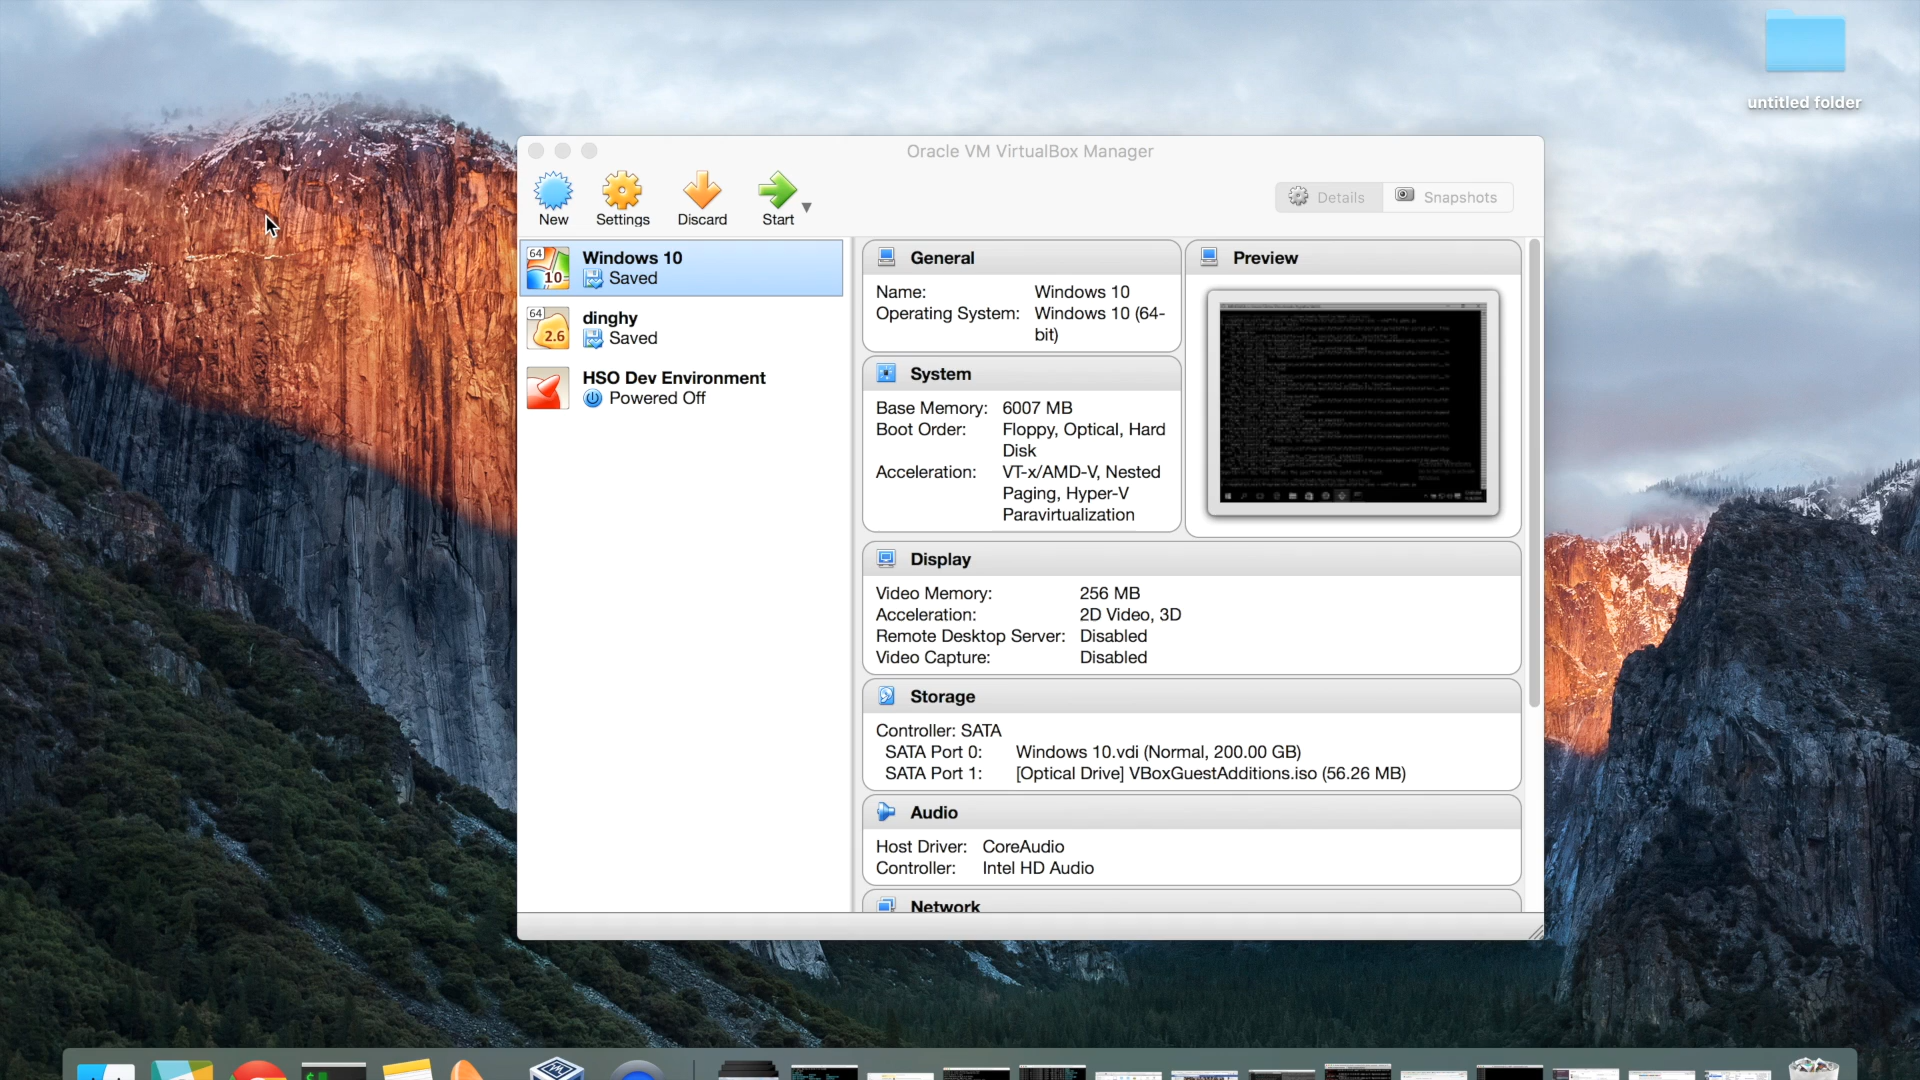 untitled folder
Oracle VM VirtualBox Manager
New
Settings
Discard
Start
Details
Snapshots
64
10
Windows 10
Saved
64
2.6
dinghy
Saved
HSO Dev Environment
Powered Off
General
Name: Windows 10
Operating System: Windows 10 (64-
bit)
Preview
System
Base Memory: 6007 MB
Boot Order: Floppy, Optical, Hard
Disk
Acceleration: VT-x/AMD-V, Nested
Paging, Hyper-V
Paravirtualization
Display
Video Memory: 256 MB
Acceleration: 2D Video, 3D
Remote Desktop Server: Disabled
Video Capture: Disabled
Storage
Controller: SATA
SATA Port 0: Windows 10.vdi (Normal, 200.00 GB)
SATA Port 1: [Optical Drive] VBoxGuestAdditions.iso (56.26 MB)
Audio
Host Driver: CoreAudio
Controller: Intel HD Audio
Network